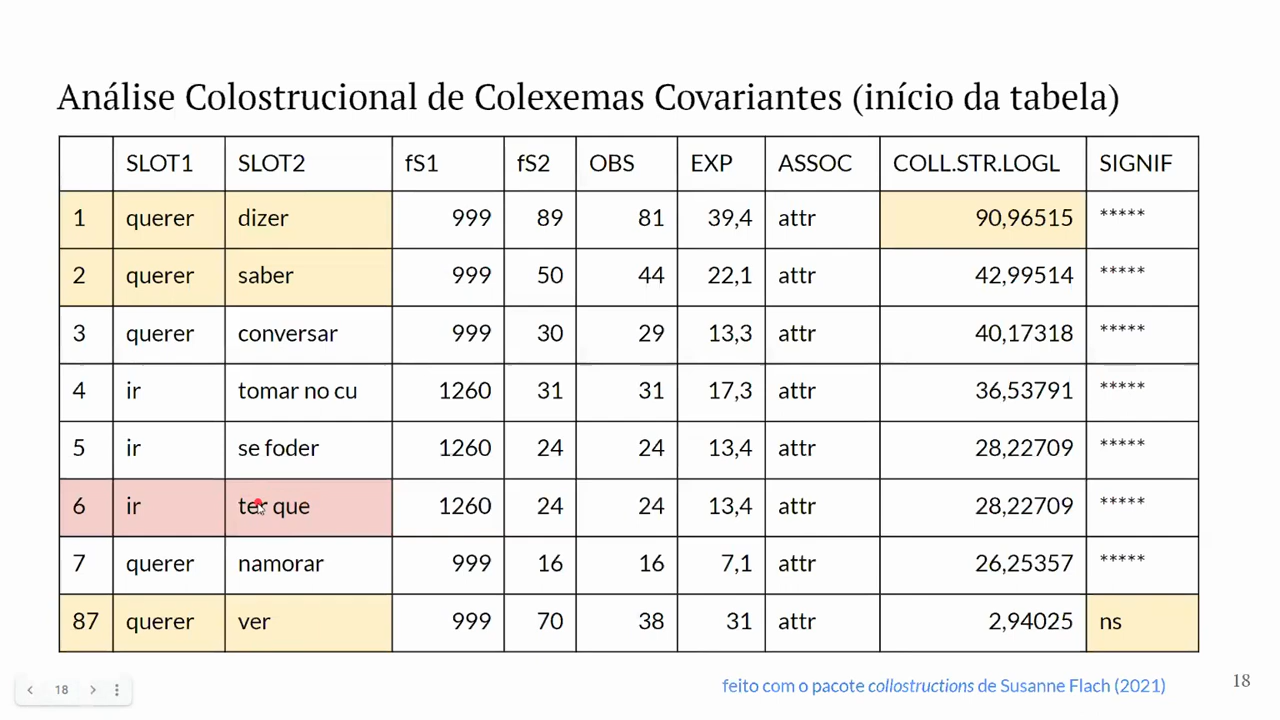 Análise Colostrucional de Colexemas Covariantes (início da tabela)
SLOT1 SLOT2 fS1 fS2 OBS EXP ASSOC COLL.STR.LOGL SIGNIF
1 querer dizer 999 89 81 39,4 attr 90,96515 *****
2 querer saber 999 50 44 22,1 attr 42,99514 *****
3 querer conversar 999 30 29 13,3 attr 40,17318 *****
4 ir tomar no cu 1260 31 31 17,3 attr 36,53791 *****
5 ir se foder 1260 24 24 13,4 attr 28,22709 *****
6 ir ter que 1260 24 24 13,4 attr 28,22709 *****
7 querer namorar 999 16 16 7,1 attr 26,25357 *****
87 querer ver 999 70 38 31 attr 2,94025 ns
feito com o pacote collostructions de Susanne Flach (2021)
18
18